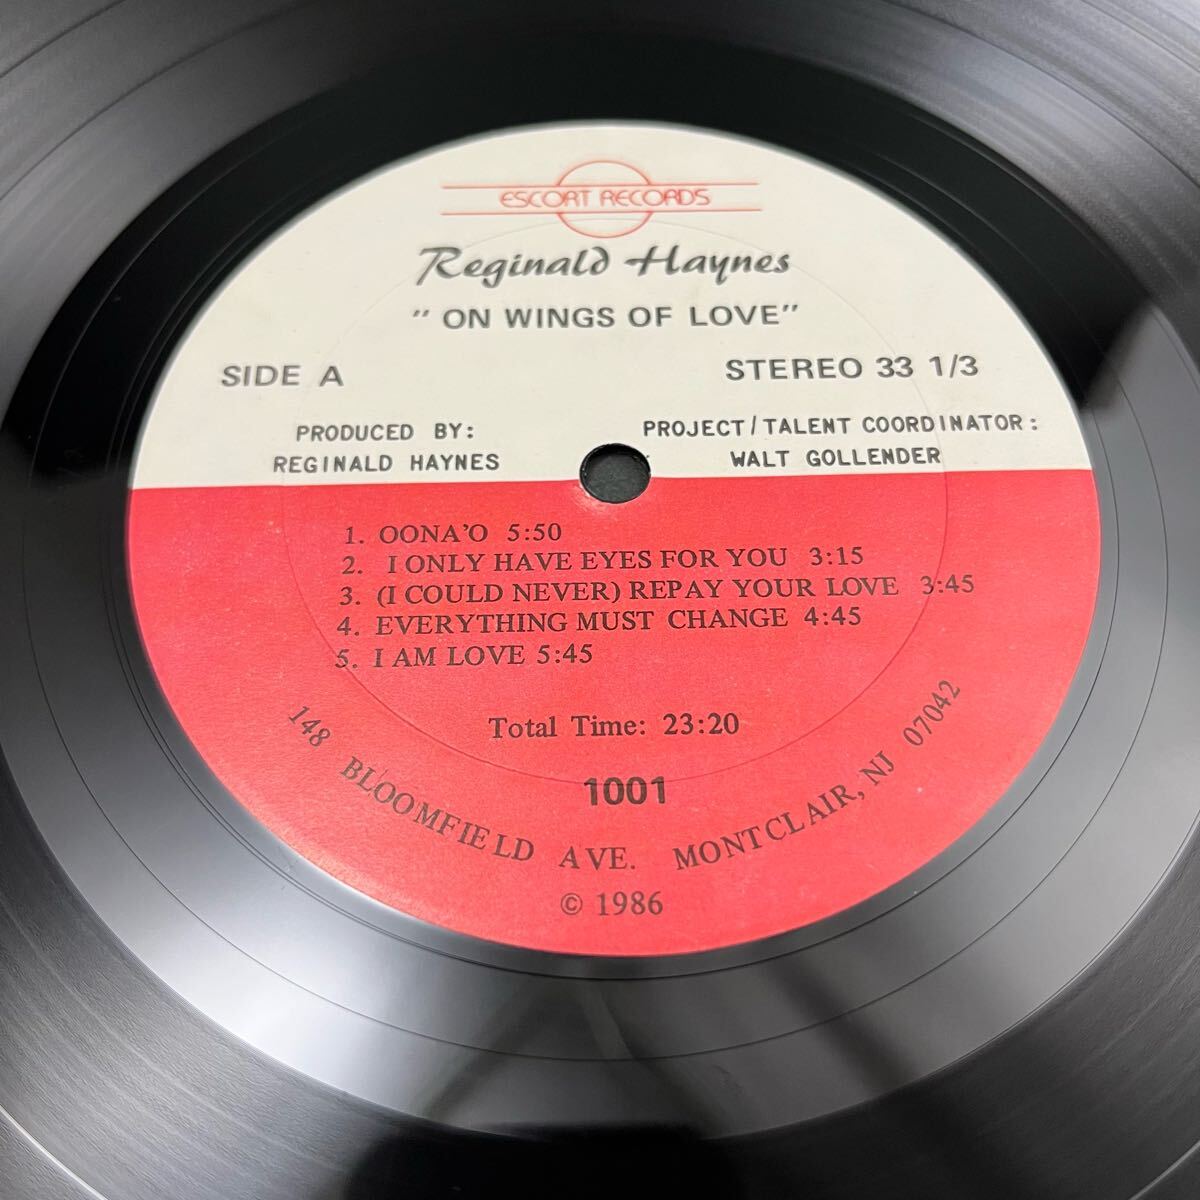 ESCORT RECORDS
Reginald Haynes
"ON WINGS OF LOVE"
SIDE A
STEREO 33 1/3
PRODUCED BY:
REGINALD HAYNES
PROJECT/TALENT COORDINATOR:
WALT GOLLENDER
1. OONA'O 5:50
2. I ONLY HAVE EYES FOR YOU 3:15
3. (I COULD NEVER) REPAY YOUR LOVE 3:45
4. EVERYTHING MUST CHANGE 4:45
5. I AM LOVE 5:45
Total Time: 23:20
1001
148 BLOOMFIELD AVE. MONTCLAIR, NJ 07042
© 1986